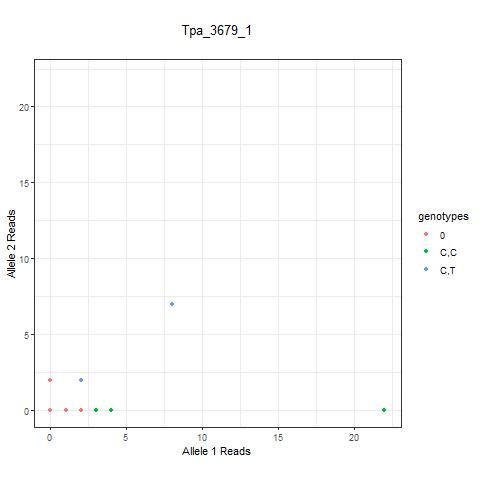 Tpa_3679_1
20
15
10
5
0
Allele 2 Reads
0 5 10 15 20
Allele 1 Reads
genotypes
0
C,C
C,T